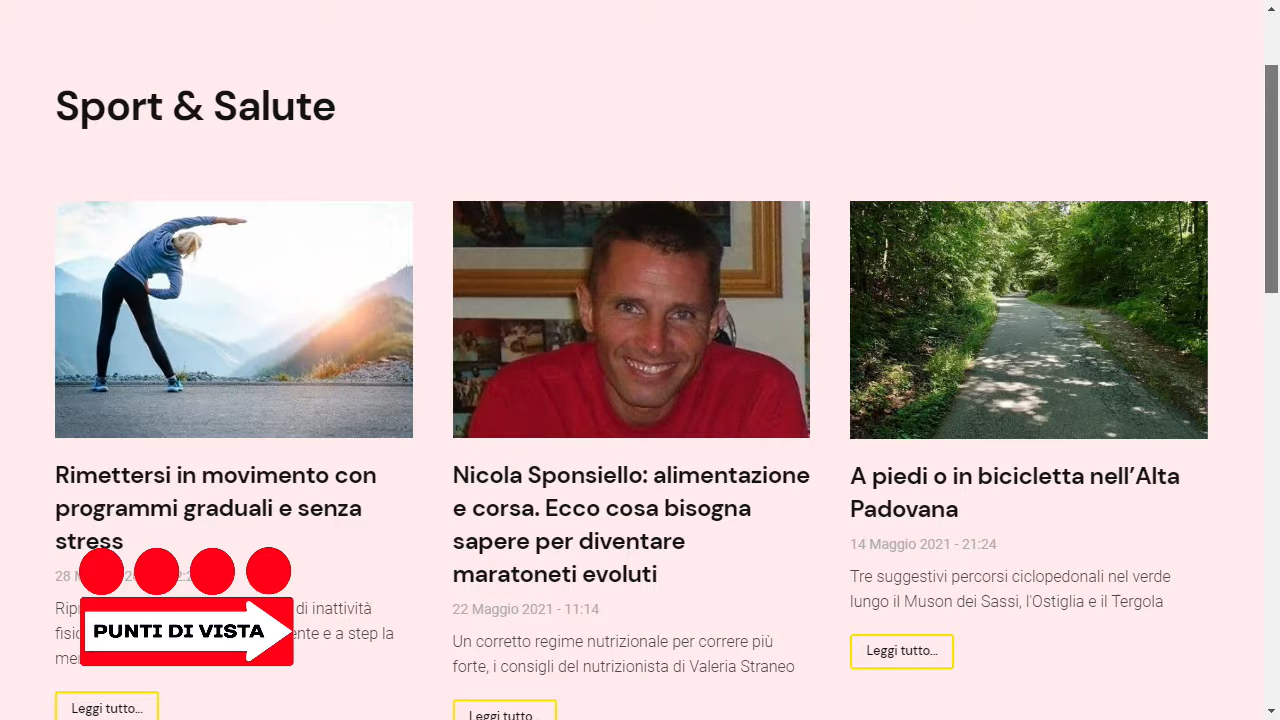 Sport & Salute
Rimettersi in movimento con
programmi graduali e senza
stress
28
Rip
di inattività
fisi
ente e a step la
me
PUNTI DI VISTA
Leggi tutto...
Nicola Sponsiello: alimentazione
e corsa. Ecco cosa bisogna
sapere per diventare
maratoneti evoluti
22 Maggio 2021 - 11:14
Un corretto regime nutrizionale per correre più
forte, i consigli del nutrizionista di Valeria Straneo
Leggi tutto...
A piedi o in bicicletta nell’Alta
Padovana
14 Maggio 2021 - 21:24
Tre suggestivi percorsi ciclopedonali nel verde
lungo il Muson dei Sassi, l'Ostiglia e il Tergola
Leggi tutto...